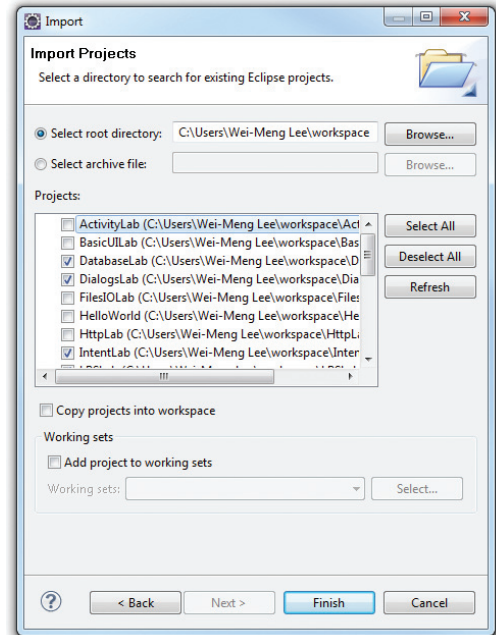 Import
Import Projects
Select a directory to search for existing Eclipse projects.
Select root directory: C:\Users\Wei-Meng Lee\workspace Browse...
Select archive file: Browse...
Projects:
ActivityLab (C:\Users\Wei-Meng Lee\workspace\Act
BasicUILab (C:\Users\Wei-Meng Lee\workspace\Bas
DatabaseLab (C:\Users\Wei-Meng Lee\workspace\D
DialogsLab (C:\Users\Wei-Meng Lee\workspace\Dia
FilesIOLab (C:\Users\Wei-Meng Lee\workspace\Files
HelloWorld (C:\Users\Wei-Meng Lee\workspace\He
HttpLab (C:\Users\Wei-Meng Lee\workspace\HttpLa
IntentLab (C:\Users\Wei-Meng Lee\workspace\Inter
Select All
Deselect All
Refresh
Copy projects into workspace
Working sets
Add project to working sets
Working sets: Select...
? < Back Next > Finish Cancel